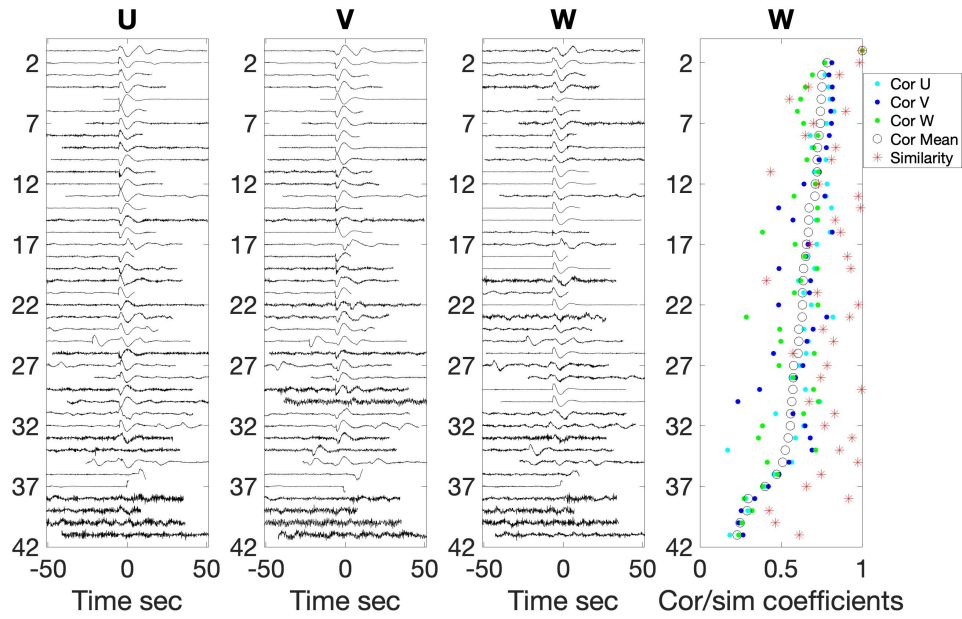 U V W W
2 2 2 2
7 7 7 7
12 12 12 12
17 17 17 17
22 22 22 22
27 27 27 27
32 32 32 32
37 37 37 37
42 42 42 42
-50 0 50 -50 0 50 -50 0 50 0 0.5 1
Time sec Time sec Time sec Cor/sim coefficients
Cor U
Cor V
Cor W
Cor Mean
Similarity